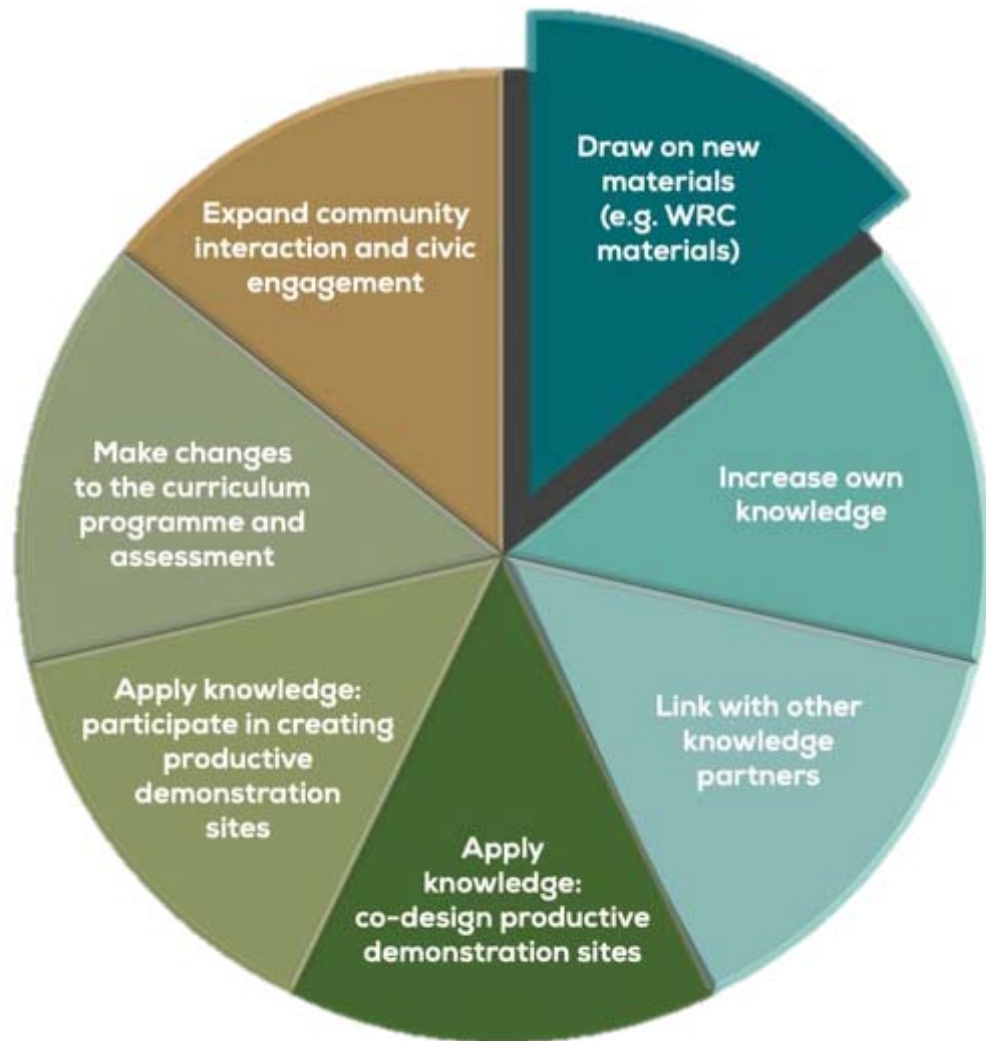 Draw on new
materials
(e.g. WRC
materials)
Increase own
knowledge
Link with other
knowledge
partners
Apply
knowledge:
co-design productive
demonstration sites
Apply knowledge:
participate in creating
productive
demonstration
sites
Make changes
to the curriculum
programme and
assessment
Expand community
interaction and civic
engagement